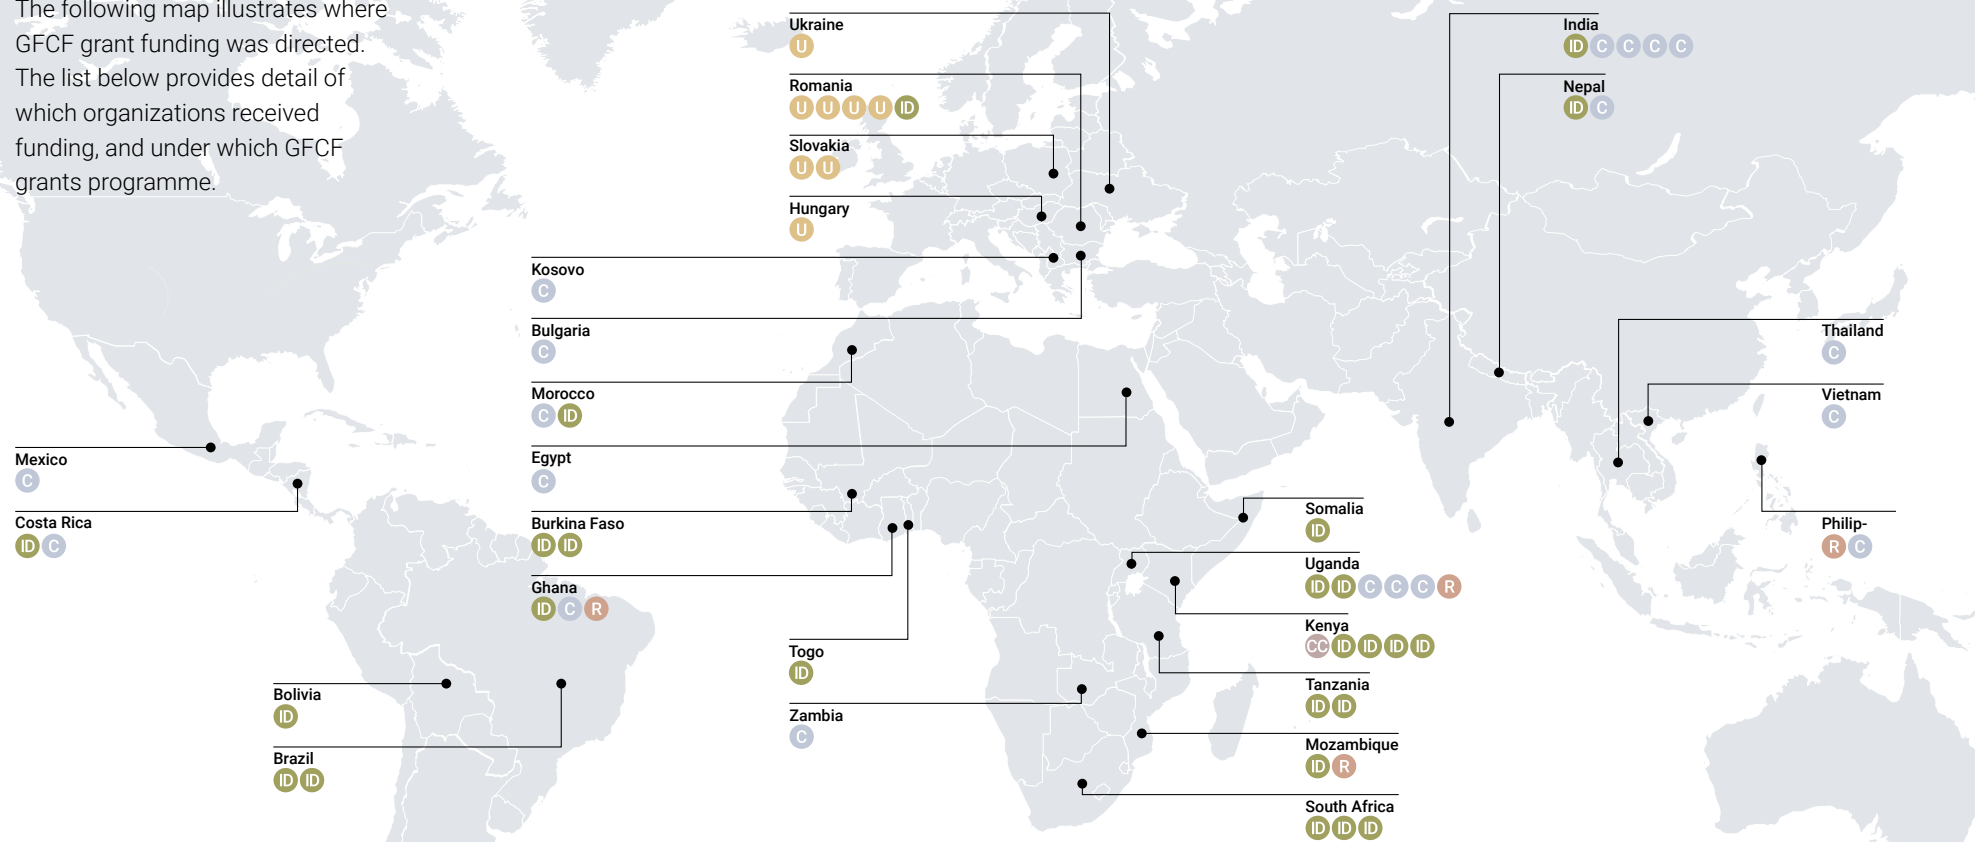 The following map illustrates where
GFCF grant funding was directed.
The list below provides detail of
which organizations received
funding, and under which GFCF
grants programme.
Ukraine
U
Romania
U U U U ID
Slovakia
U U
Hungary
U
Kosovo
C
Bulgaria
C
Morocco
C ID
Egypt
C
Burkina Faso
ID ID
Ghana
ID C R
Mexico
C
Costa Rica
ID C
Bolivia
ID
Brazil
ID ID
Togo
ID
Zambia
C
Somalia
ID
Uganda
ID ID C C C R
Kenya
CC ID ID ID ID
Tanzania
ID ID
Mozambique
ID R
South Africa
ID ID ID
India
ID C C C C
Nepal
ID C
Thailand
C
Vietnam
C
Philip-
R C